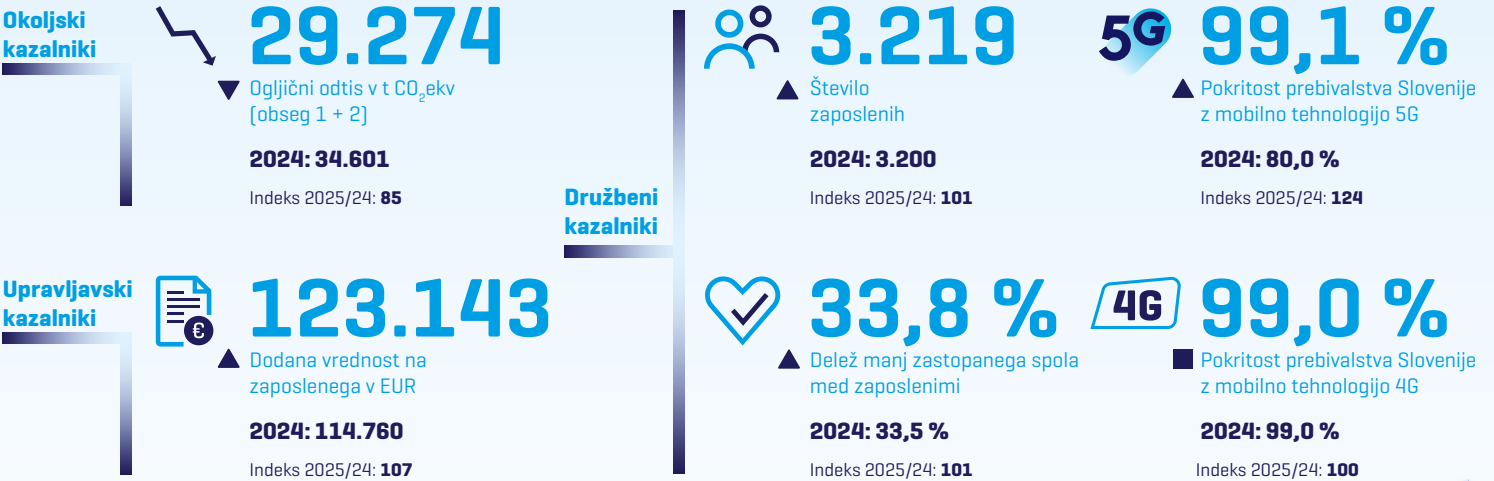 Okoljski
kazalniki
29.274
Ogljični odtis v t CO₂ekv
(obseg 1 + 2)
2024: 34.601
Indeks 2025/24: 85
Upravljavski
kazalniki
€
123.143
Dodana vrednost na
zaposlenega v EUR
2024: 114.760
Indeks 2025/24: 107
Družbeni
kazalniki
3.219
Število
zaposlenih
2024: 3.200
Indeks 2025/24: 101
5G
99,1 %
Pokritost prebivalstva Slovenije
z mobilno tehnologijo 5G
2024: 80,0 %
Indeks 2025/24: 124
33,8 %
Delež manj zastopanega spola
med zaposlenimi
2024: 33,5 %
Indeks 2025/24: 101
4G
99,0 %
Pokritost prebivalstva Slovenije
z mobilno tehnologijo 4G
2024: 99,0 %
Indeks 2025/24: 100